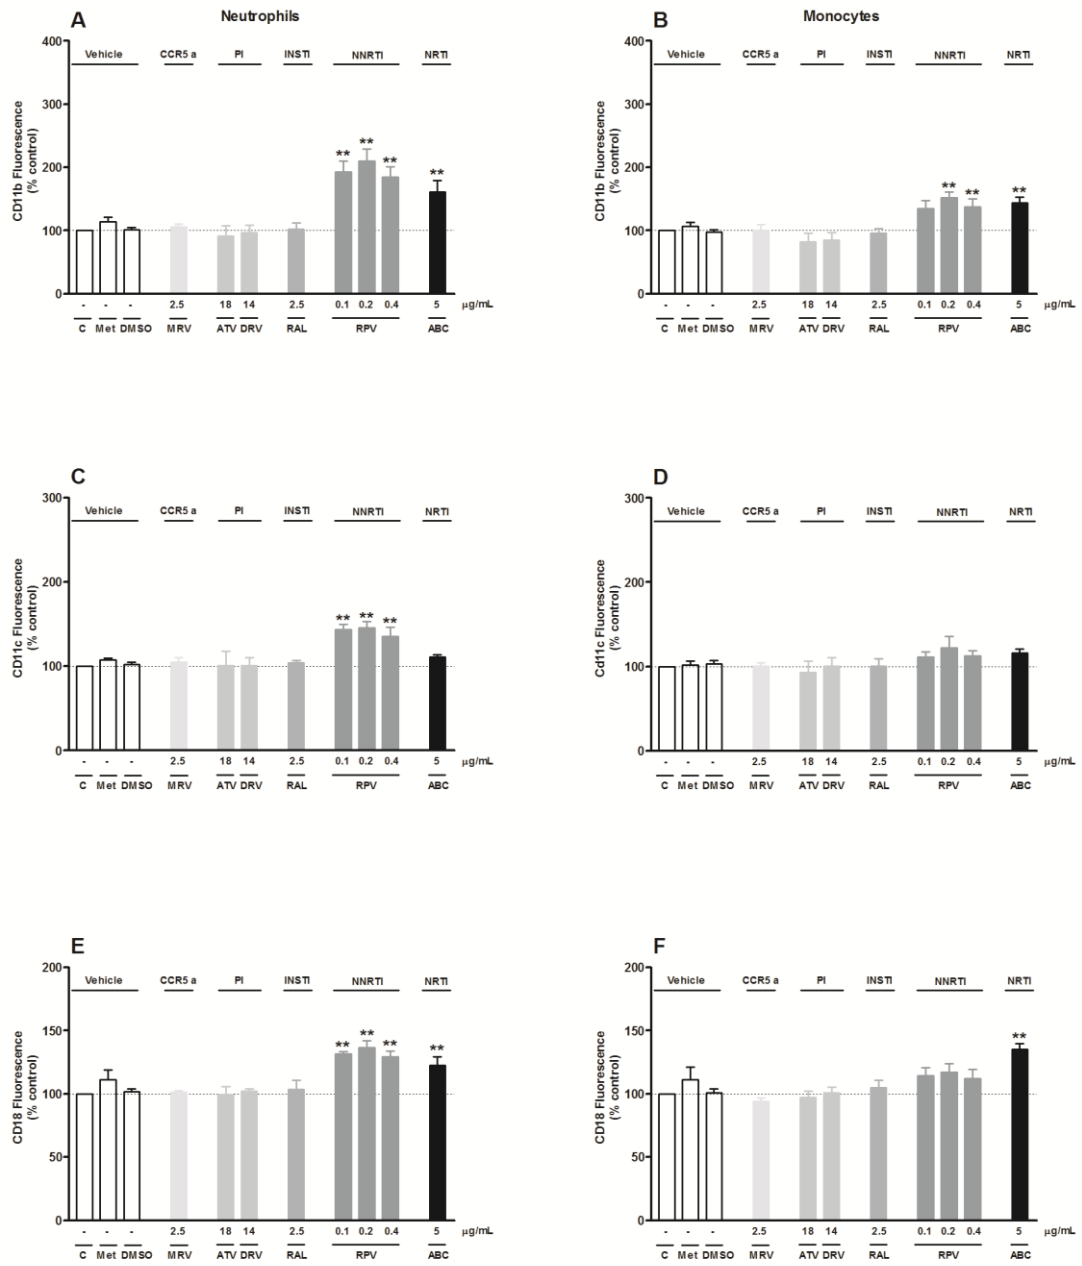 A
Neutrophils
400
300
200
100
0
CD11b Fluorescence
(% control)
Vehicle CCR5 a PI INSTI NNRTI NRTI
** ** ** **
- - - 2.5 18 14 2.5 0.1 0.2 0.4 5 µg/mL
C Met DMSO MRV ATV DRV RAL RPV ABC
B
Monocytes
400
300
200
100
0
CD11b Fluorescence
(% control)
Vehicle CCR5 a PI INSTI NNRTI NRTI
** ** **
- - - 2.5 18 14 2.5 0.1 0.2 0.4 5 µg/mL
C Met DMSO MRV ATV DRV RAL RPV ABC
C
300
200
100
0
CD11c Fluorescence
(% control)
Vehicle CCR5 a PI INSTI NNRTI NRTI
** ** **
- - - 2.5 18 14 2.5 0.1 0.2 0.4 5 µg/mL
C Met DMSO MRV ATV DRV RAL RPV ABC
D
300
200
100
0
Cd11c Fluorescence
(% control)
Vehicle CCR5 a PI INSTI NNRTI NRTI
- - - 2.5 18 14 2.5 0.1 0.2 0.4 5 µg/mL
C Met DMSO MRV ATV DRV RAL RPV ABC
E
200
150
100
50
0
CD18 Fluorescence
(% control)
Vehicle CCR5 a PI INSTI NNRTI NRTI
** ** ** **
- - - 2.5 18 14 2.5 0.1 0.2 0.4 5 µg/mL
C Met DMSO MRV ATV DRV RAL RPV ABC
F
200
150
100
50
0
CD18 Fluorescence
(% control)
Vehicle CCR5 a PI INSTI NNRTI NRTI
**
- - - 2.5 18 14 2.5 0.1 0.2 0.4 5 µg/mL
C Met DMSO MRV ATV DRV RAL RPV ABC